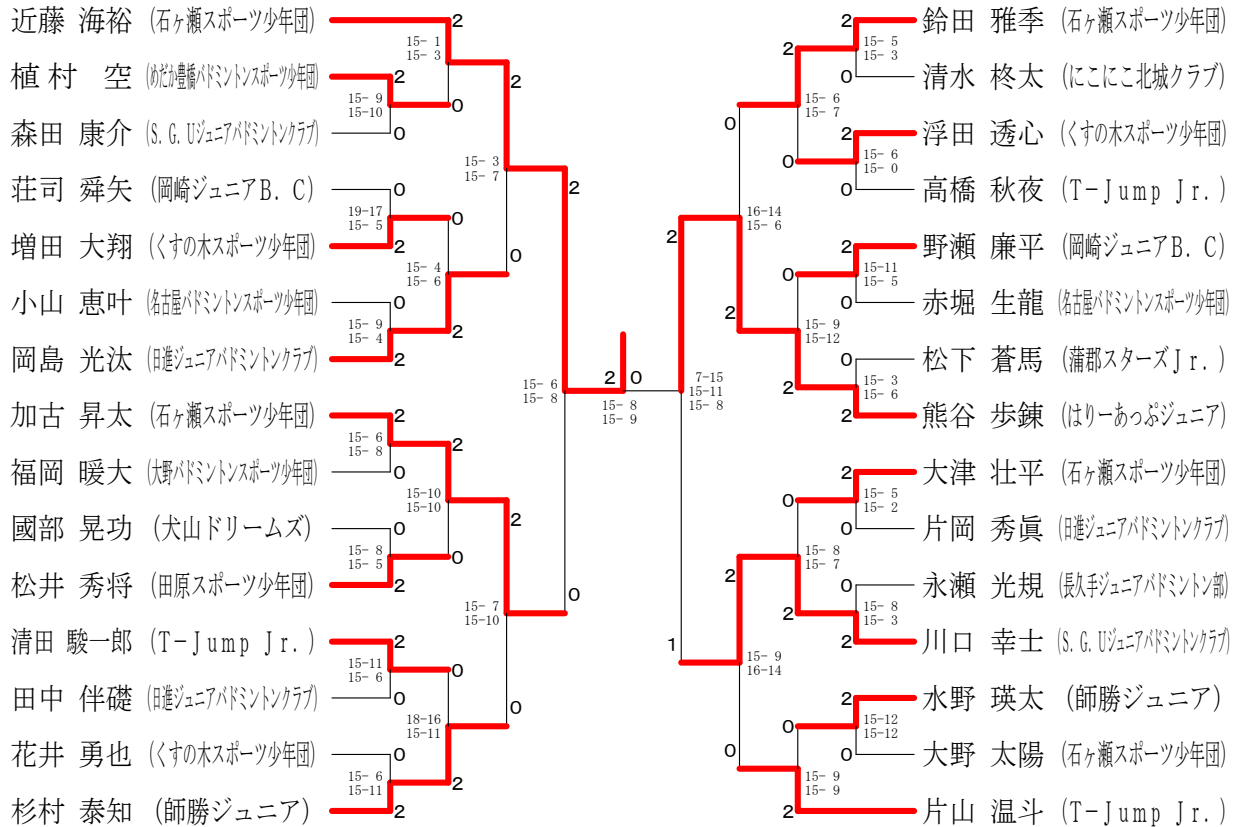 近藤 海裕 (石ヶ瀬スポーツ少年団) 2
植村 空 (めだか豊橋バドミントンスポーツ少年団) 2
森田 康介 (S.G.Uジュニアバドミントンクラブ) 0
荘司 舜矢 (岡崎ジュニアB.C) 0
増田 大翔 (くすの木スポーツ少年団) 2
小山 恵叶 (名古屋バドミントンスポーツ少年団) 0
岡島 光汰 (日進ジュニアバドミントンクラブ) 2
加古 昇太 (石ヶ瀬スポーツ少年団) 2
福岡 暖大 (大野バドミントンスポーツ少年団) 0
國部 晃功 (犬山ドリームズ) 0
松井 秀将 (田原スポーツ少年団) 2
清田 駿一郎 (T-Jump Jr.) 2
田中 伴礎 (日進ジュニアバドミントンクラブ) 0
花井 勇也 (くすの木スポーツ少年団) 0
杉村 泰知 (師勝ジュニア) 2
15- 9
15-10
19-17
15- 5
15- 9
15- 4
15- 6
15- 8
15- 8
15- 5
15-11
15- 6
15- 6
15-11
15- 1
15- 3
0
0
15- 4
15- 6
2
2
15-10
15-10
0
0
18-16
15-11
2
2
15- 3
15- 7
0
2
15- 7
15-10
0
2
15- 6
15- 8
0
2 0
15- 8
15- 9
2
7-15
15-11
15- 8
1
0
16-14
15- 6
2
2
15- 9
16-14
0
2
15- 6
15- 7
0
0
15- 9
15-12
2
0
15- 8
15- 7
2
0
15- 9
15- 9
2
15- 5
15- 3
15- 6
15- 0
15-11
15- 5
15- 3
15- 6
15- 5
15- 2
15- 8
15- 3
15-12
15-12
2 鈴田 雅季 (石ヶ瀬スポーツ少年団)
0 清水 柊太 (にこにこ北城クラブ)
2 浮田 透心 (くすの木スポーツ少年団)
0 高橋 秋夜 (T-Jump Jr.)
2 野瀬 廉平 (岡崎ジュニアB.C)
0 赤堀 生龍 (名古屋バドミントンスポーツ少年団)
0 松下 蒼馬 (蒲郡スターズJr.)
2 熊谷 歩錬 (はりーあっぷジュニア)
2 大津 壮平 (石ヶ瀬スポーツ少年団)
0 片岡 秀眞 (日進ジュニアバドミントンクラブ)
0 永瀬 光規 (長久手ジュニアバドミントン部)
2 川口 幸士 (S.G.Uジュニアバドミントンクラブ)
2 水野 瑛太 (師勝ジュニア)
0 大野 太陽 (石ヶ瀬スポーツ少年団)
片山 温斗 (T-Jump Jr.)